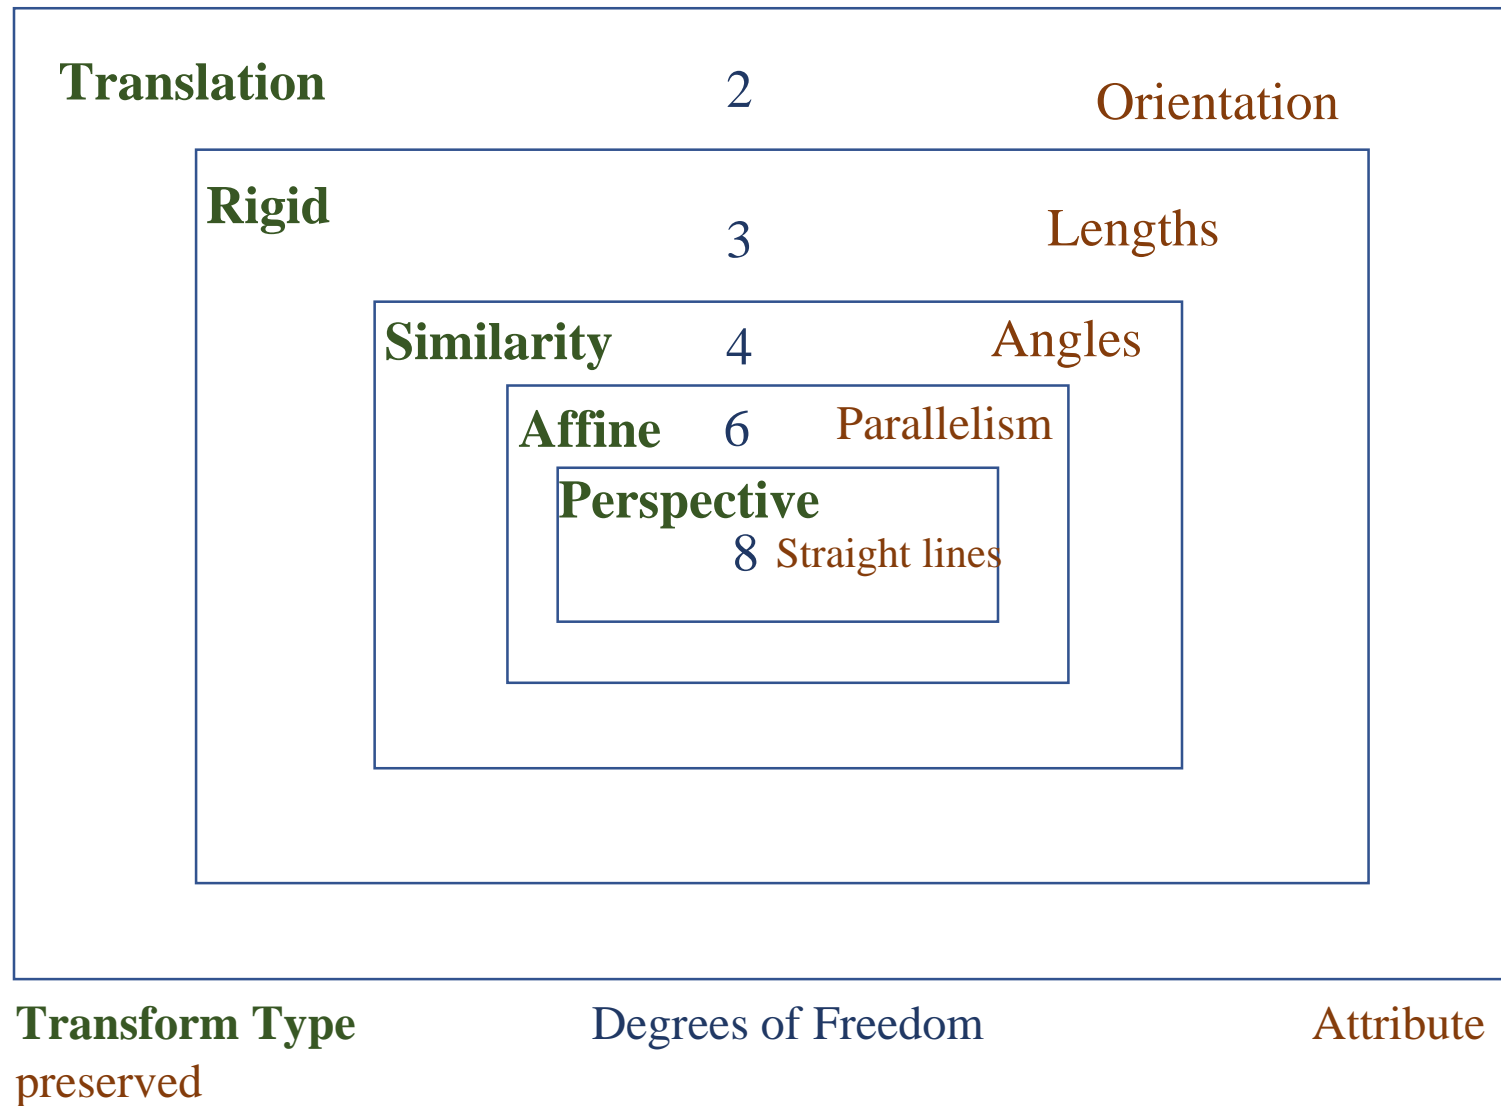 Translation 2 Orientation
Rigid 3 Lengths
Similarity 4 Angles
Affine 6 Parallelism
Perspective
8 Straight lines
Transform Type Degrees of Freedom Attribute
preserved